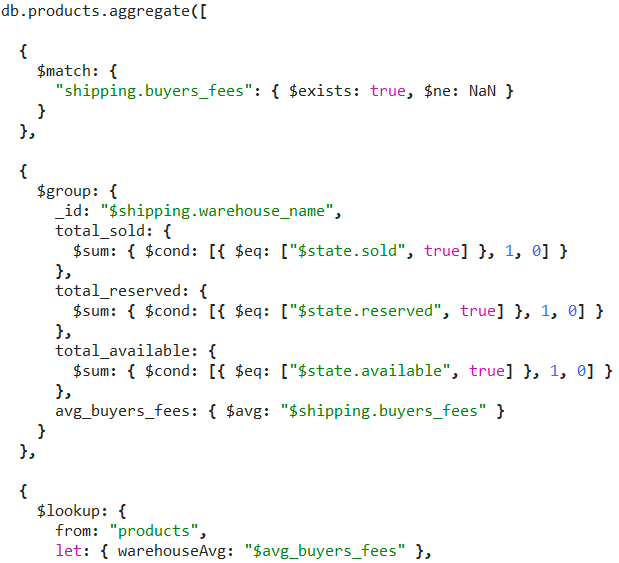 db.products.aggregate([
{
$match: {
"shipping.buyers_fees": { $exists: true, $ne: NaN }
}
},
{
$group: {
_id: "$shipping.warehouse_name",
total_sold: {
$sum: { $cond: [{ $eq: ["$state.sold", true] }, 1, 0] }
},
total_reserved: {
$sum: { $cond: [{ $eq: ["$state.reserved", true] }, 1, 0] }
},
total_available: {
$sum: { $cond: [{ $eq: ["$state.available", true] }, 1, 0] }
},
avg_buyers_fees: { $avg: "$shipping.buyers_fees" }
}
},
{
$lookup: {
from: "products",
let: { warehouseAvg: "$avg_buyers_fees" },